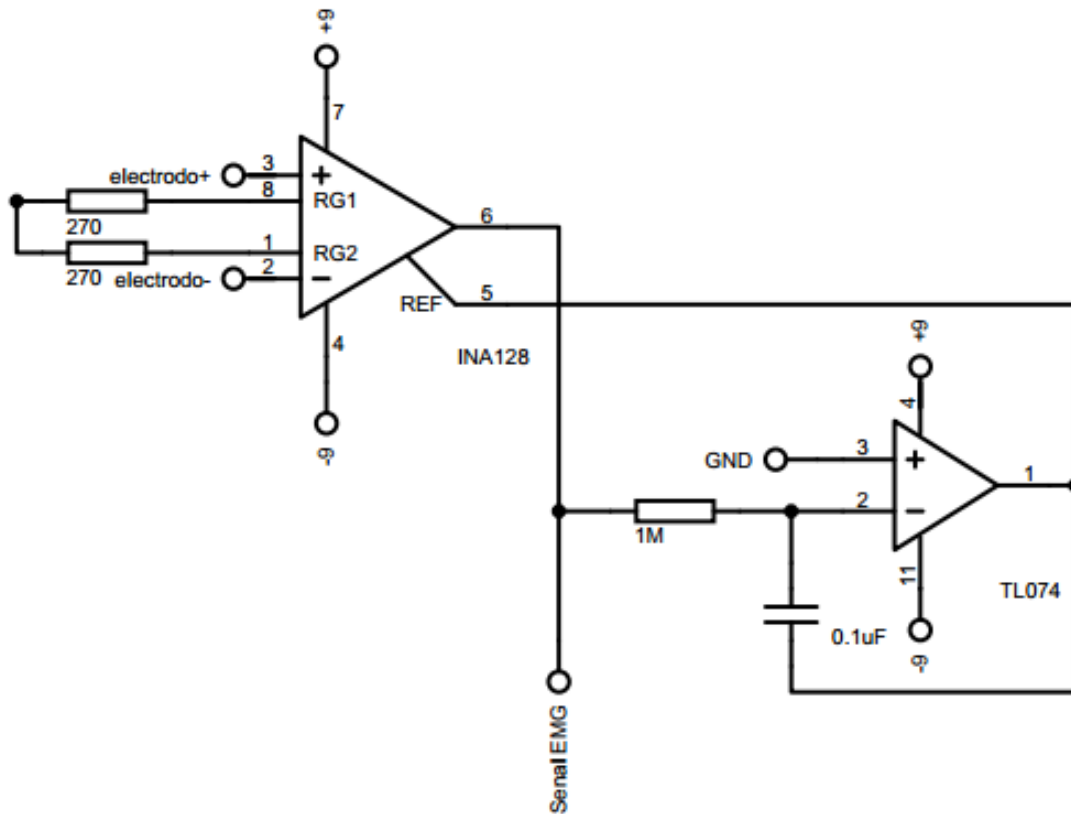 +9
7
electrodo+
3
8
RG1
270
1
RG2
270
electrodo-
2
6
REF
5
4
INA128
-9
+9
4
GND
3
1
2
1M
11
TL074
0.1uF
-9
Senal EMG